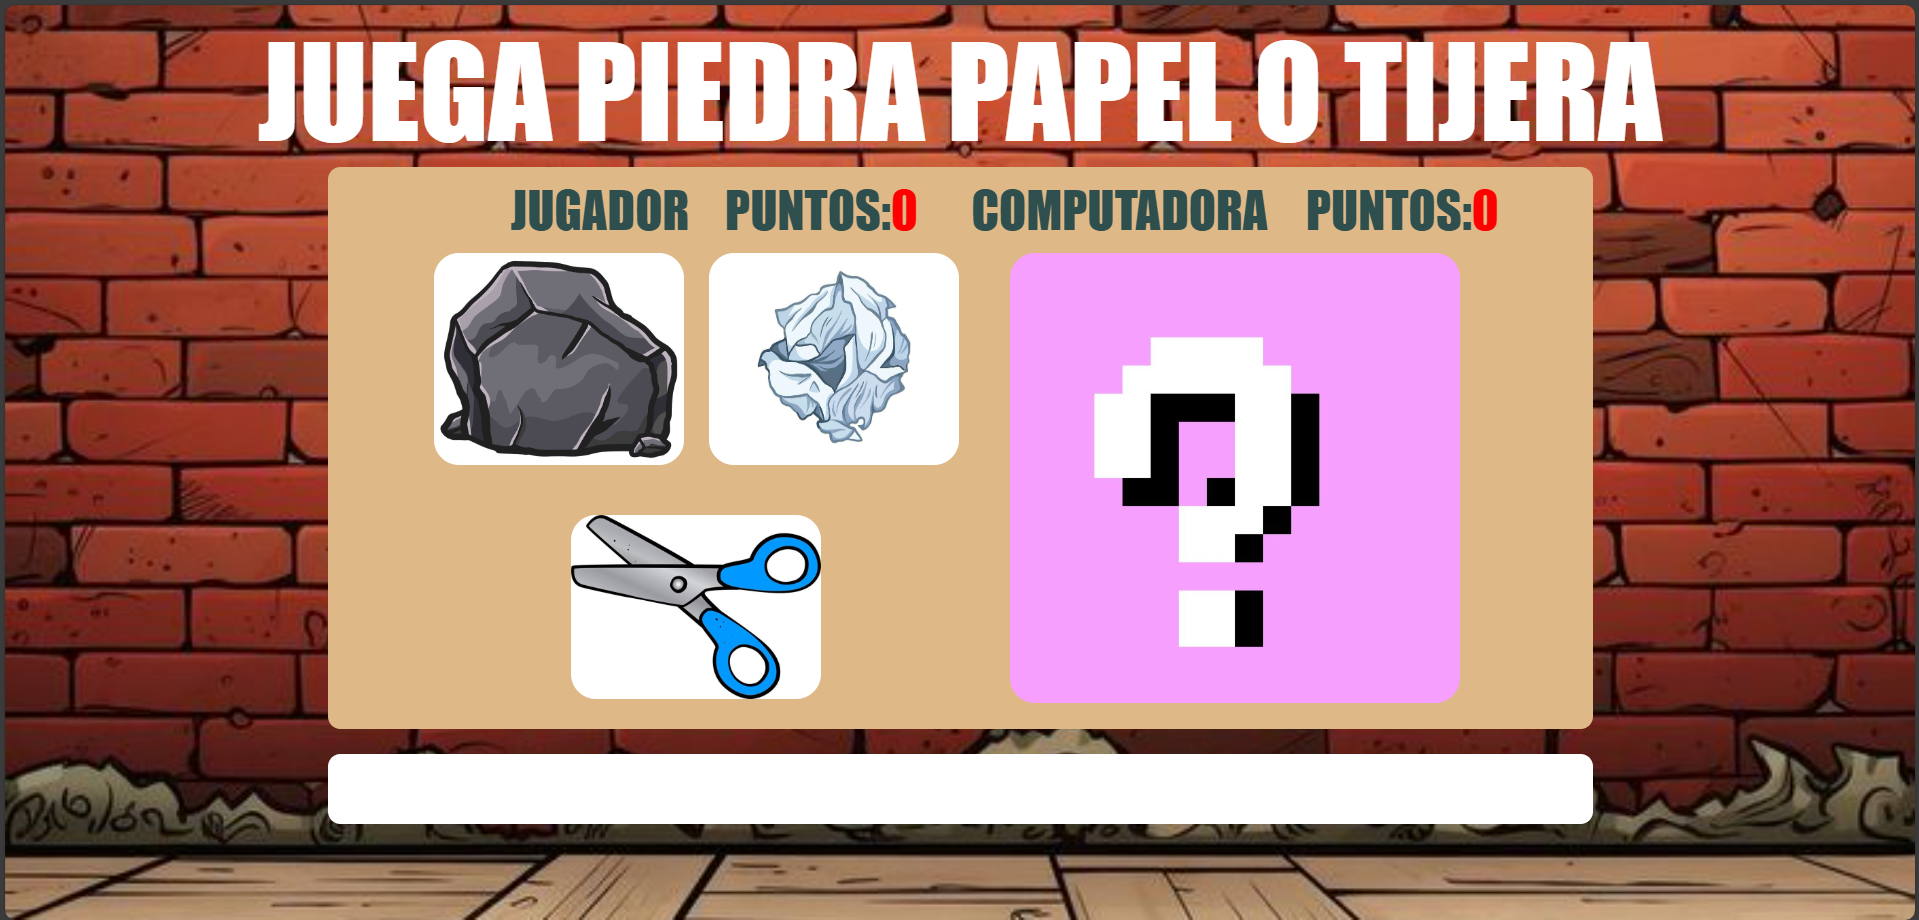 JUEGA PIEDRA PAPEL O TIJERA
JUGADOR PUNTOS:0 COMPUTADORA PUNTOS:0
?